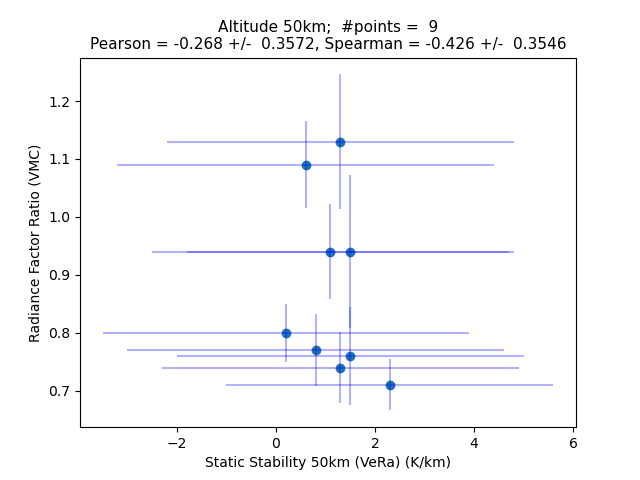 Altitude 50km;  #points =  9
Pearson = -0.268 +/-  0.3572, Spearman = -0.426 +/-  0.3546
1.2
1.1
1.0
0.9
0.8
0.7
Radiance Factor Ratio (VMC)
−2
0
2
4
6
Static Stability 50km (VeRa) (K/km)